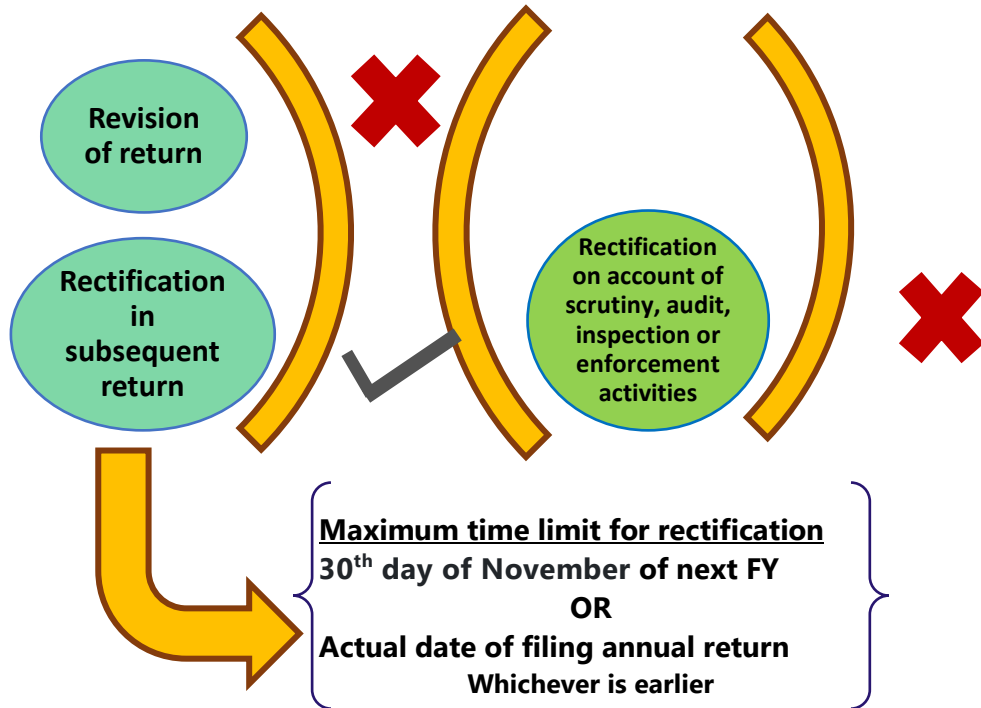 Revision
of return
Rectification
in
subsequent
return
Rectification
on account of
scrutiny, audit,
inspection or
enforcement
activities
Maximum time limit for rectification
30th day of November of next FY
OR
Actual date of filing annual return
Whichever is earlier